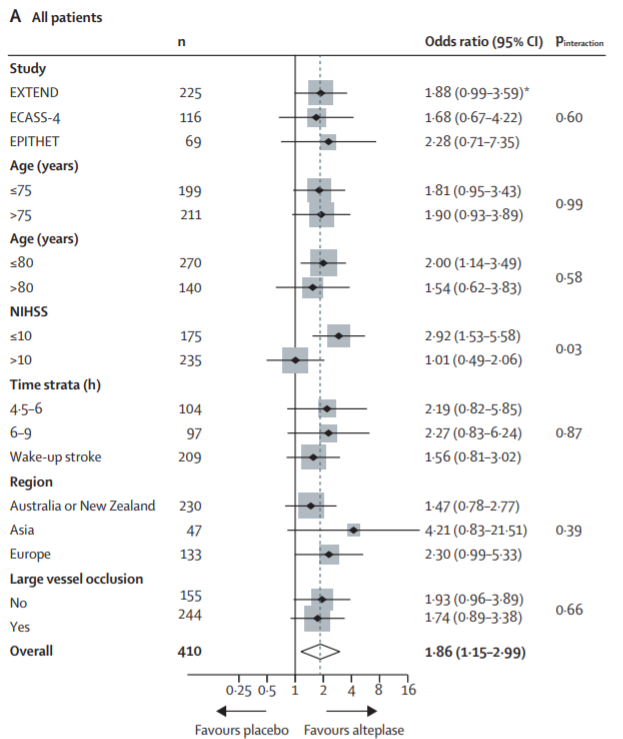 A All patients
n Odds ratio (95% CI) Pinteraction
Study
EXTEND 225 1·88 (0·99–3·59)*
ECASS-4 116 1·68 (0·67–4·22) 0·60
EPITHET 69 2·28 (0·71–7·35)
Age (years)
≤75 199 1·81 (0·95–3·43)
0·99
>75 211 1·90 (0·93–3·89)
Age (years)
≤80 270 2·00 (1·14–3·49)
0·58
>80 140 1·54 (0·62–3·83)
NIHSS
≤10 175 2·92 (1·53–5·58)
0·03
>10 235 1·01 (0·49–2·06)
Time strata (h)
4·5–6 104 2·19 (0·82–5·85)
6–9 97 2·27 (0·83–6·24) 0·87
Wake-up stroke 209 1·56 (0·81–3·02)
Region
Australia or New Zealand 230 1·47 (0·78–2·77)
Asia 47 4·21 (0·83–21·51) 0·39
Europe 133 2·30 (0·99–5·33)
Large vessel occlusion
No 155 1·93 (0·96–3·89)
0·66
Yes 244 1·74 (0·89–3·38)
Overall 410 1·86 (1·15–2·99)
0·25 0·5 1 2 4 8 16
Favours placebo Favours alteplase